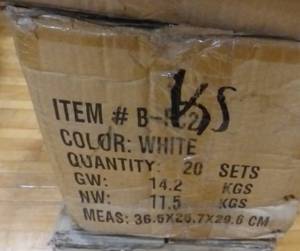 ITEM #
COLOR: WHITE
QUANTITY: 20 SETS
GW: 14.2 KGS
NW: 11.5 KGS
MEAS: 36.5X26.7X29.6 CM